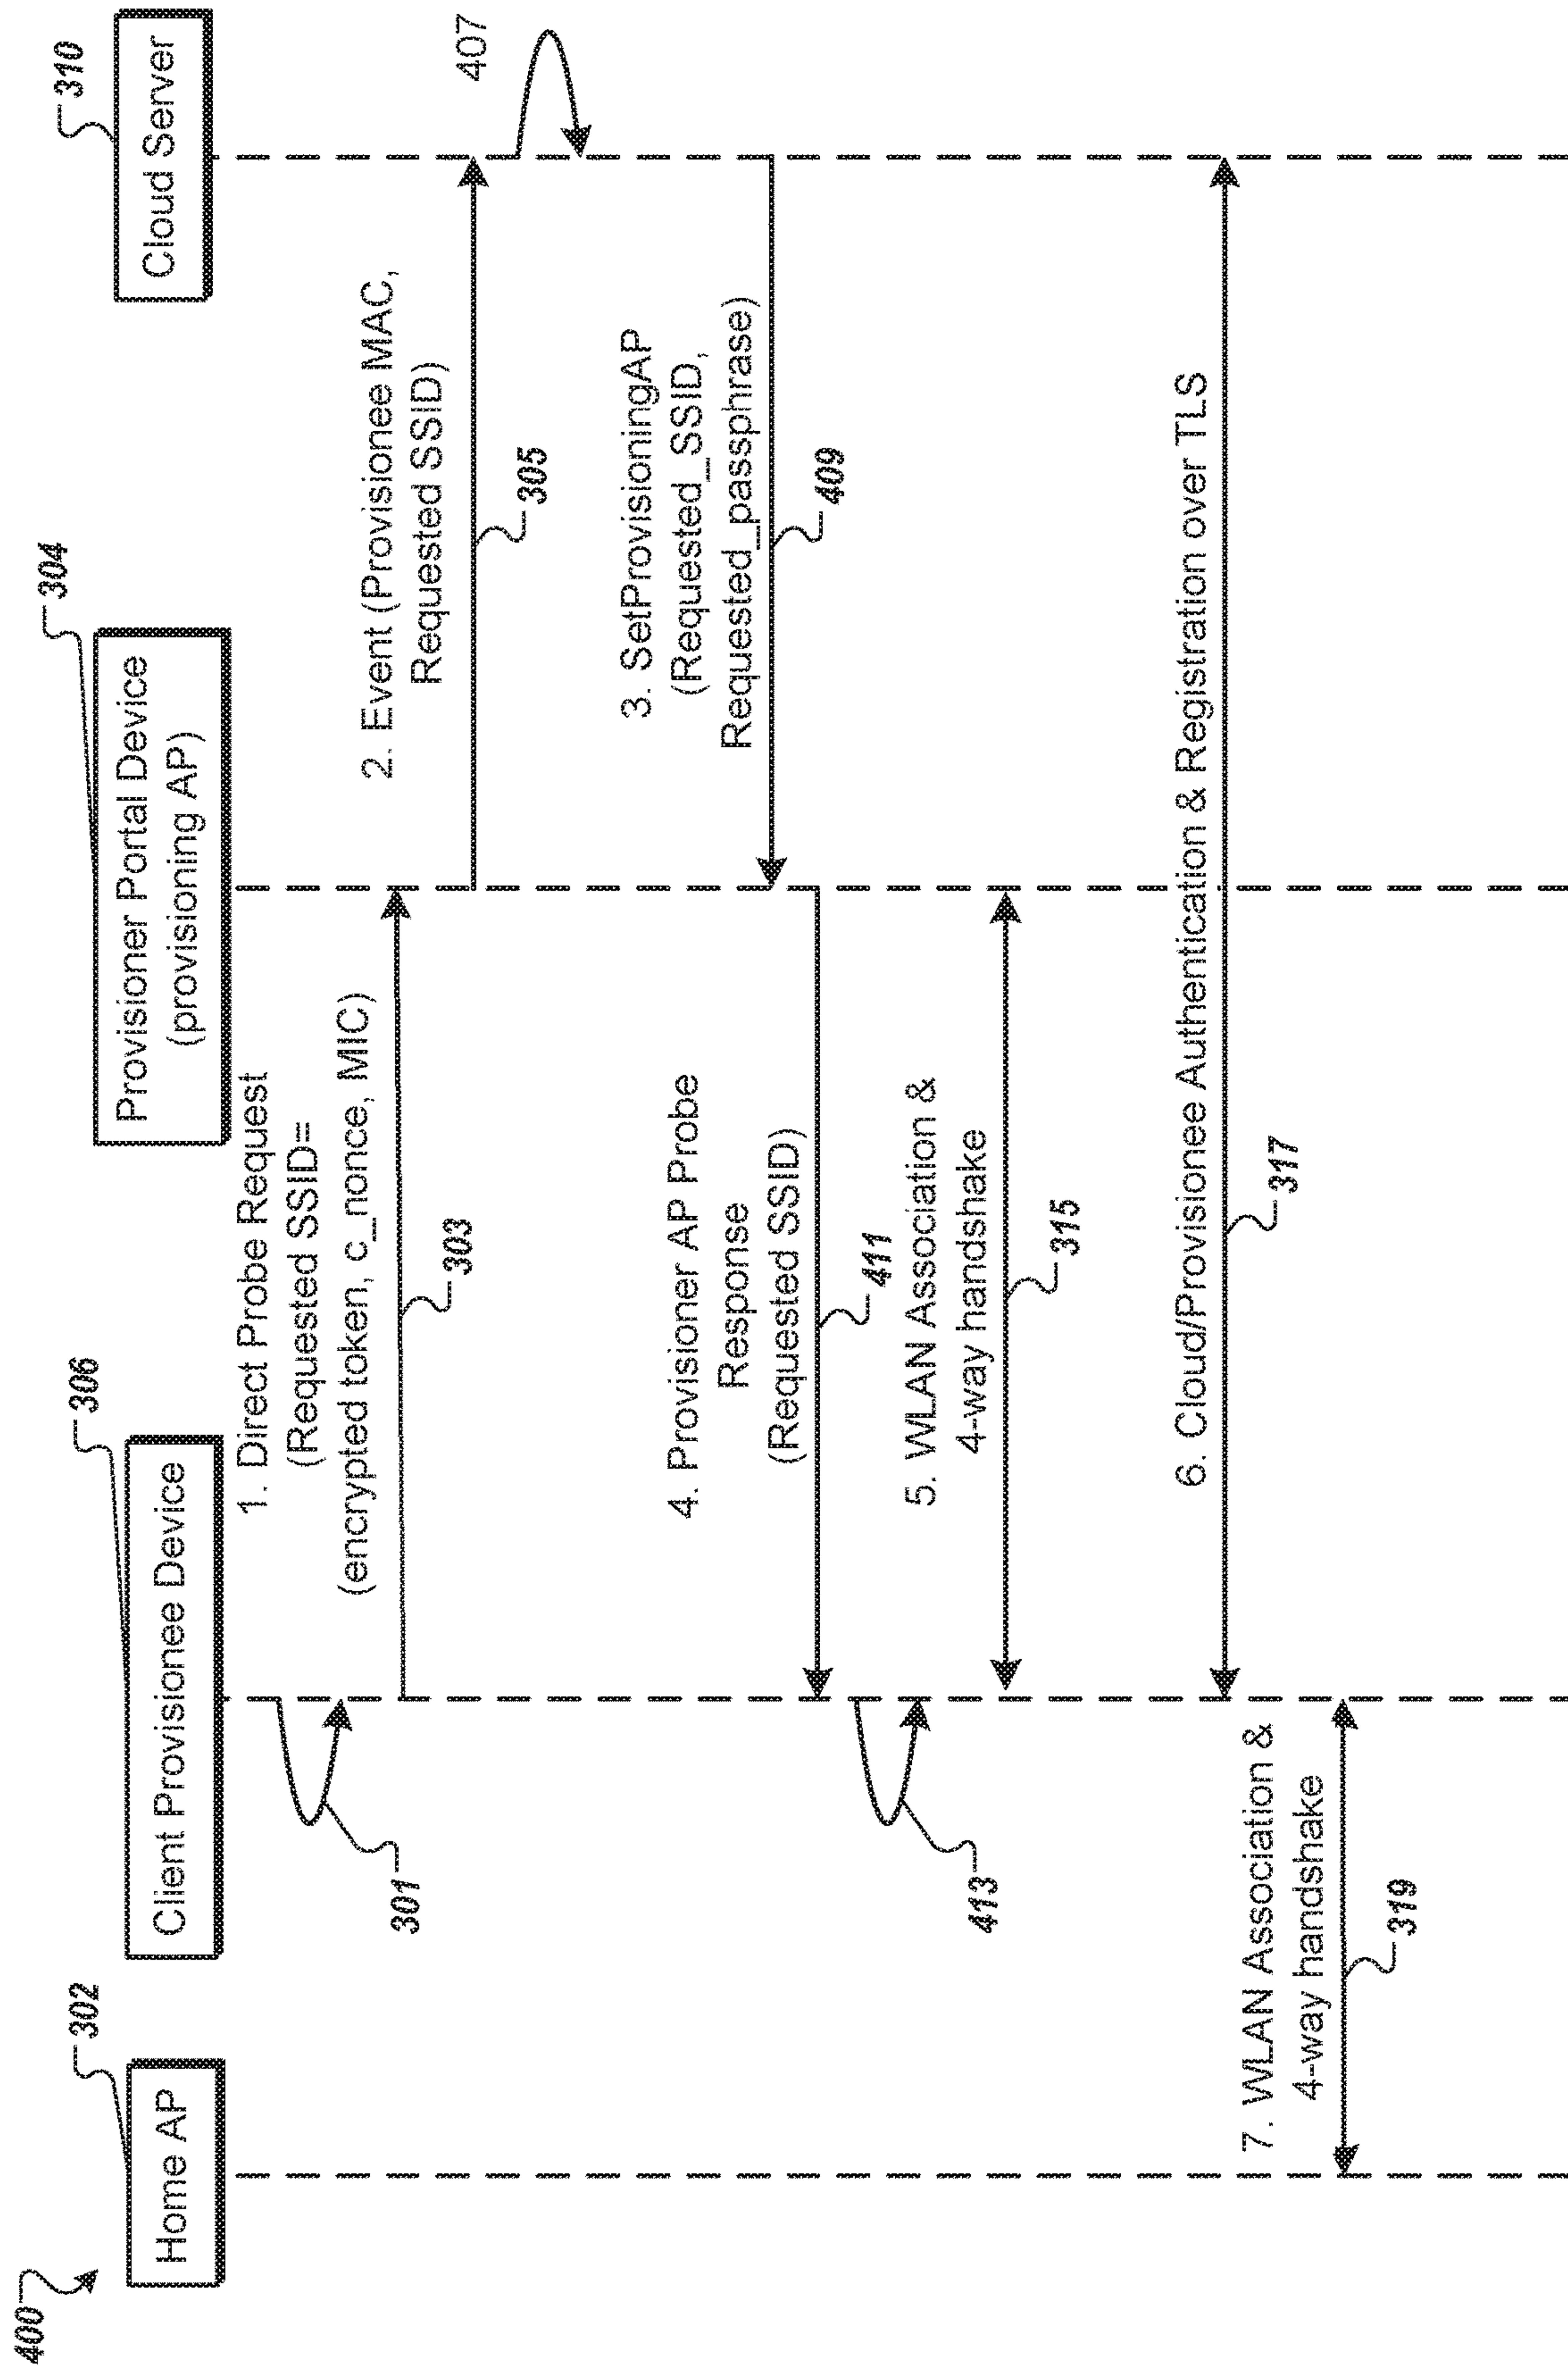 400
302
Home AP
306
Client Provisionee Device
304
Provisioner Portal Device
(provisioning AP)
310
Cloud Server
301
1. Direct Probe Request
(Requested SSID=
(encrypted token, c_nonce, MIC)
303
2. Event (Provisionee MAC,
Requested SSID)
305
407
3. SetProvisioningAP
(Requested_SSID,
Requested_passphrase)
409
4. Provisioner AP Probe
Response
(Requested SSID)
411
413
5. WLAN Association &
4-way handshake
315
6. Cloud/Provisionee Authentication & Registration over TLS
317
7. WLAN Association &
4-way handshake
319